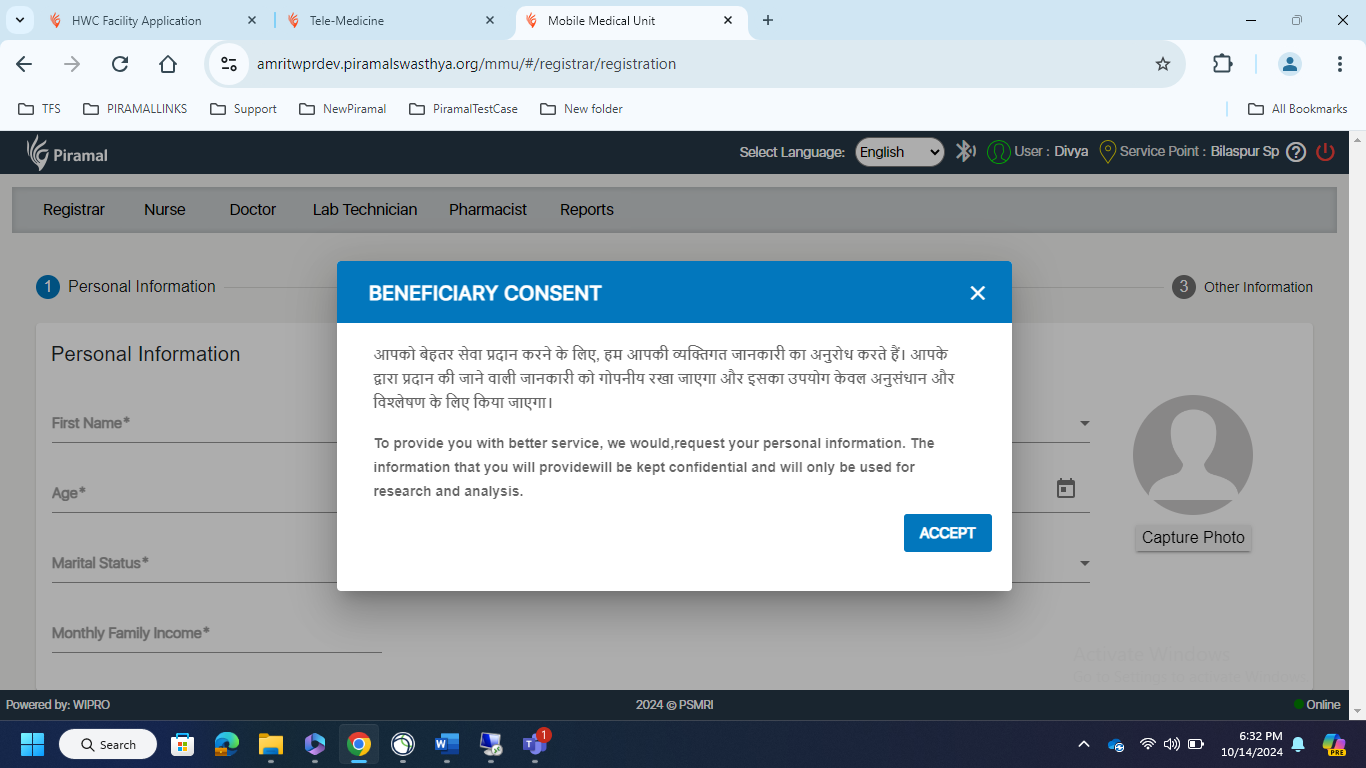 HWC Facility Application
Tele-Medicine
Mobile Medical Unit
amritwprdev.piramalswasthya.org/mmu/#/registrar/registration
TFS
PIRAMALLINKS
Support
NewPiramal
PiramalTestCase
New folder
All Bookmarks
Piramal
Select Language:
English
User : Divya
Service Point : Bilaspur Sp
Registrar
Nurse
Doctor
Lab Technician
Pharmacist
Reports
1
Personal Information
3
Other Information
Personal Information
First Name*
Age*
Marital Status*
Monthly Family Income*
BENEFICIARY CONSENT
आपको बेहतर सेवा प्रदान करने के लिए, हम आपकी व्यक्तिगत जानकारी का अनुरोध करते हैं। आपके
द्वारा प्रदान की जाने वाली जानकारी को गोपनीय रखा जाएगा और इसका उपयोग केवल अनुसंधान और
विश्लेषण के लिए किया जाएगा।
To provide you with better service, we would,request your personal information. The
information that you will providewill be kept confidential and will only be used for
research and analysis.
ACCEPT
Capture Photo
Activate Windows
Powered by: WIPRO
2024 © PSMRI
Online
Search
1
6:32 PM
10/14/2024
PRE